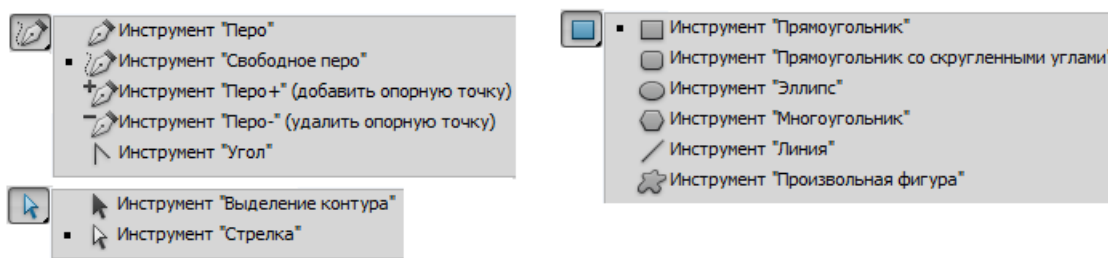 Инструмент "Перо"
Инструмент "Свободное перо"
Инструмент "Перо+" (добавить опорную точку)
Инструмент "Перо-" (удалить опорную точку)
Инструмент "Угол"
Инструмент "Выделение контура"
Инструмент "Стрелка"
Инструмент "Прямоугольник"
Инструмент "Прямоугольник со скругленными углами"
Инструмент "Эллипс"
Инструмент "Многоугольник"
Инструмент "Линия"
Инструмент "Произвольная фигура"